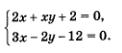 2x + xy + 2 = 0,
3x - 2y - 12 = 0.